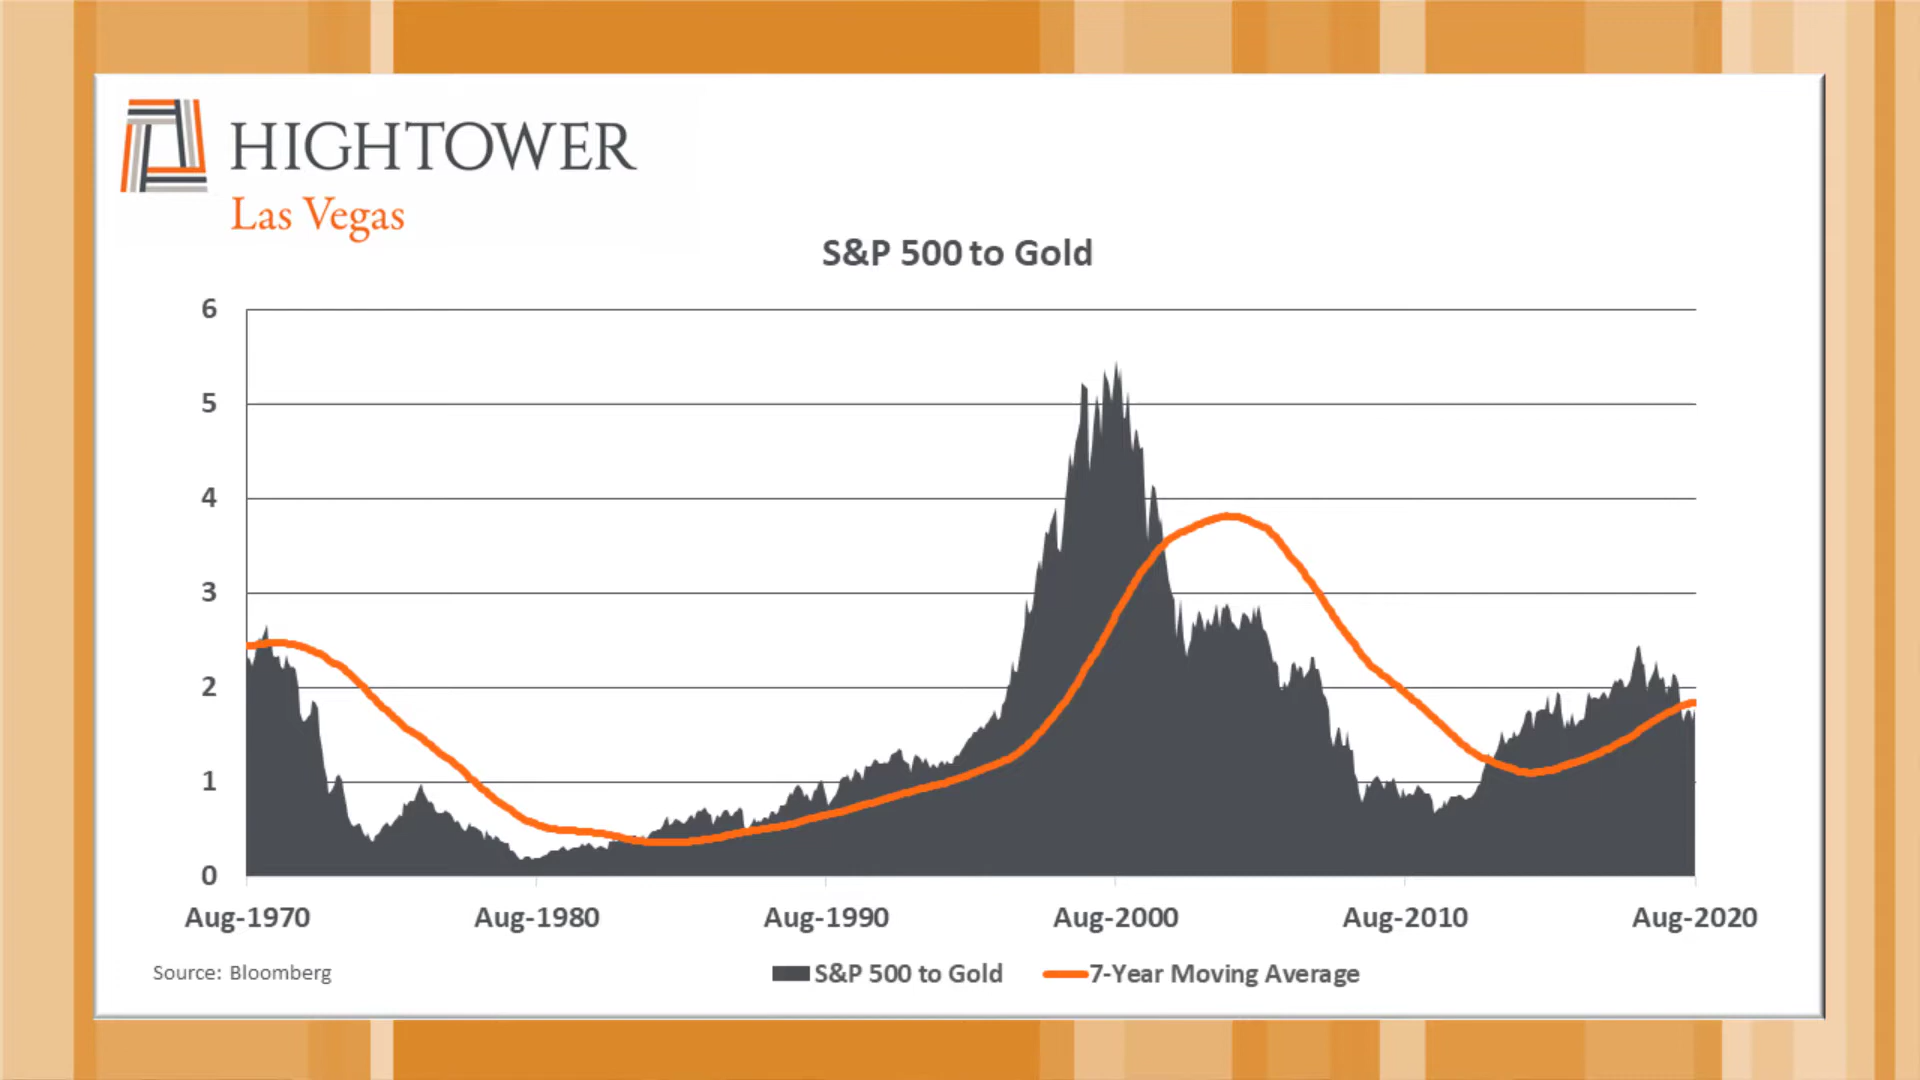 HIGHTOWER
Las Vegas
S&P 500 to Gold
6
5
4
3
2
1
0
Aug-1970 Aug-1980 Aug-1990 Aug-2000 Aug-2010 Aug-2020
Source: Bloomberg
S&P 500 to Gold 7-Year Moving Average